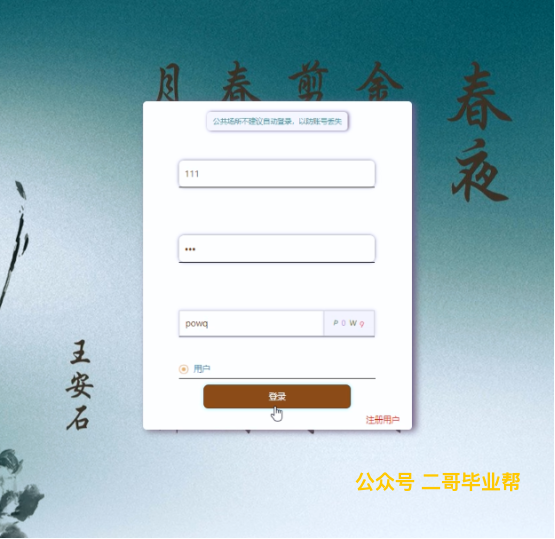 春夜
金
剪
春
月
王安石
公共场所不建议自动登录，以防账号丢失
111
•••
powq
P 0 W 9
用户
登录
注册用户
公众号 二哥毕业帮